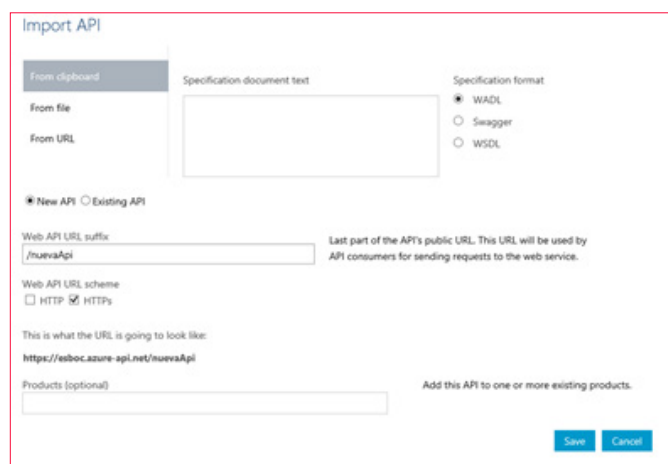 Import API
From clipboard
From file
From URL
Specification document text
Specification format
WADL
Swagger
WSDL
New API Existing API
Web API URL suffix
/nuevaApi
Last part of the API's public URL. This URL will be used by
API consumers for sending requests to the web service.
Web API URL scheme
HTTP HTTPs
This is what the URL is going to look like:
https://esboc.azure-api.net/nuevaApi
Products (optional)
Add this API to one or more existing products.
Save Cancel